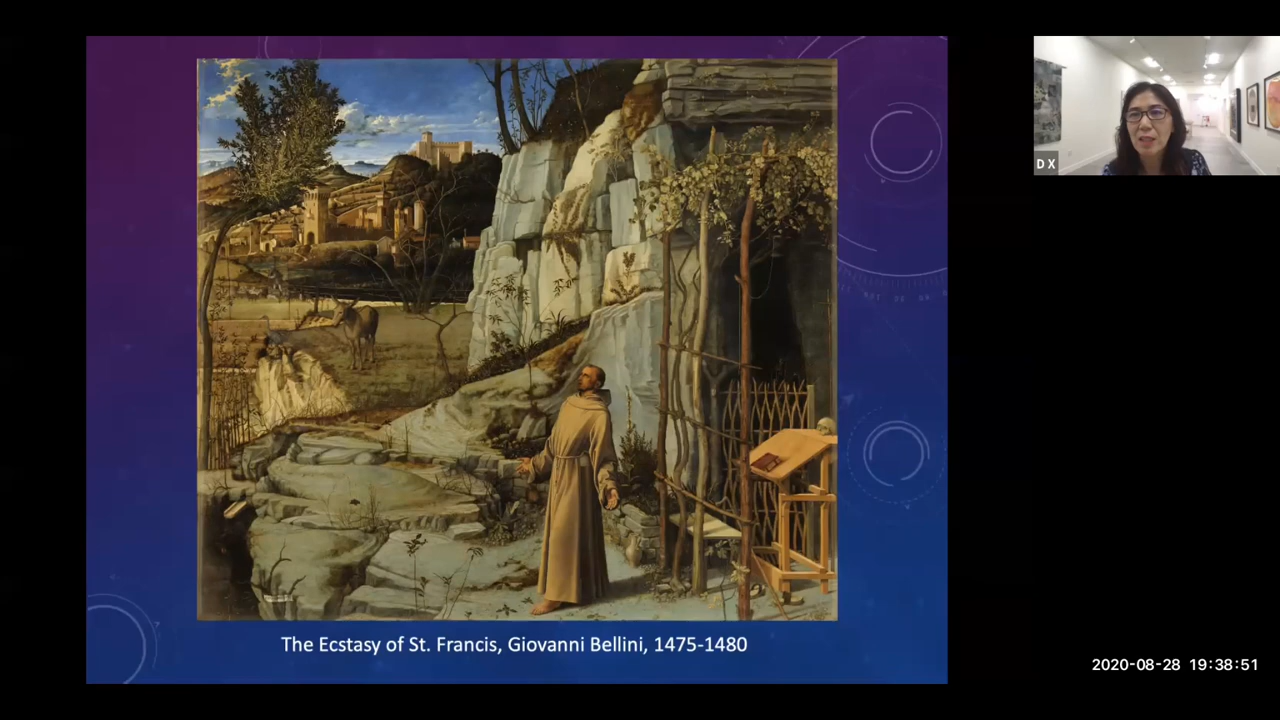 D X
The Ecstasy of St. Francis, Giovanni Bellini, 1475-1480
2020-08-28 19:38:51